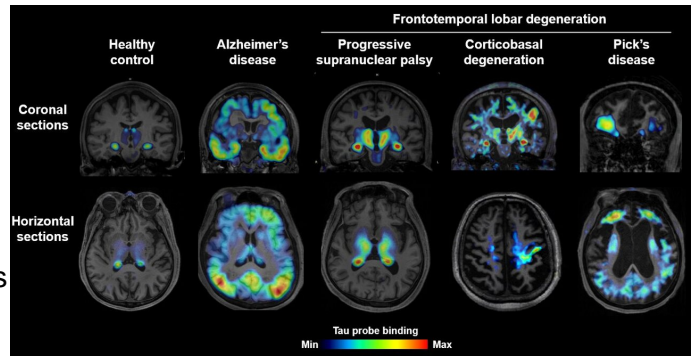 Frontotemporal lobar degeneration
Healthy control
Alzheimer's disease
Progressive supranuclear palsy
Corticobasal degeneration
Pick's disease
Coronal sections
Horizontal sections
s
Tau probe binding
Min Max